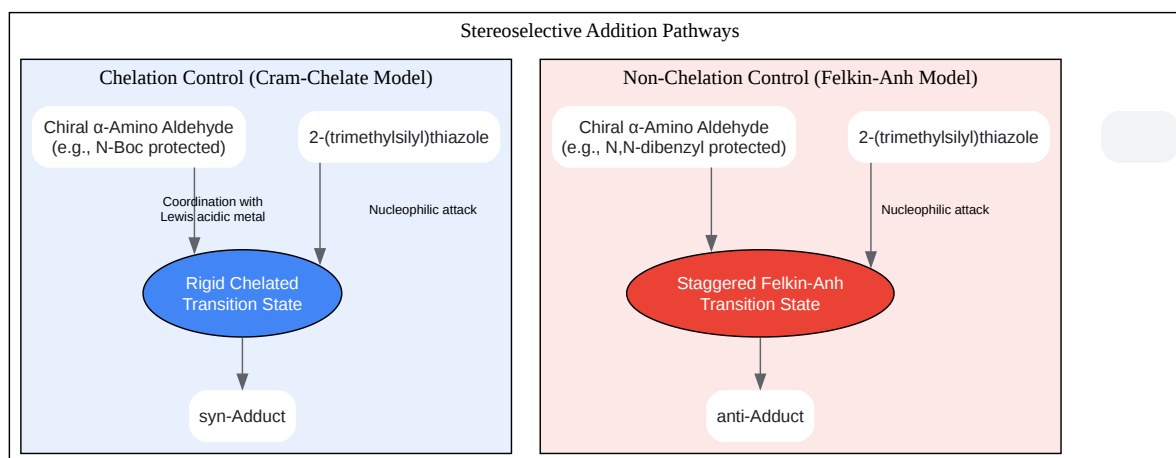 Stereoselective Addition Pathways
Chelation Control (Cram-Chelate Model)
Chiral α-Amino Aldehyde
(e.g., N-Boc protected)
2-(trimethylsilyl)thiazole
Coordination with
Lewis acidic metal
Nucleophilic attack
Rigid Chelated
Transition State
syn-Adduct
Non-Chelation Control (Felkin-Anh Model)
Chiral α-Amino Aldehyde
(e.g., N,N-dibenzyl protected)
2-(trimethylsilyl)thiazole
Nucleophilic attack
Staggered Felkin-Anh
Transition State
anti-Adduct